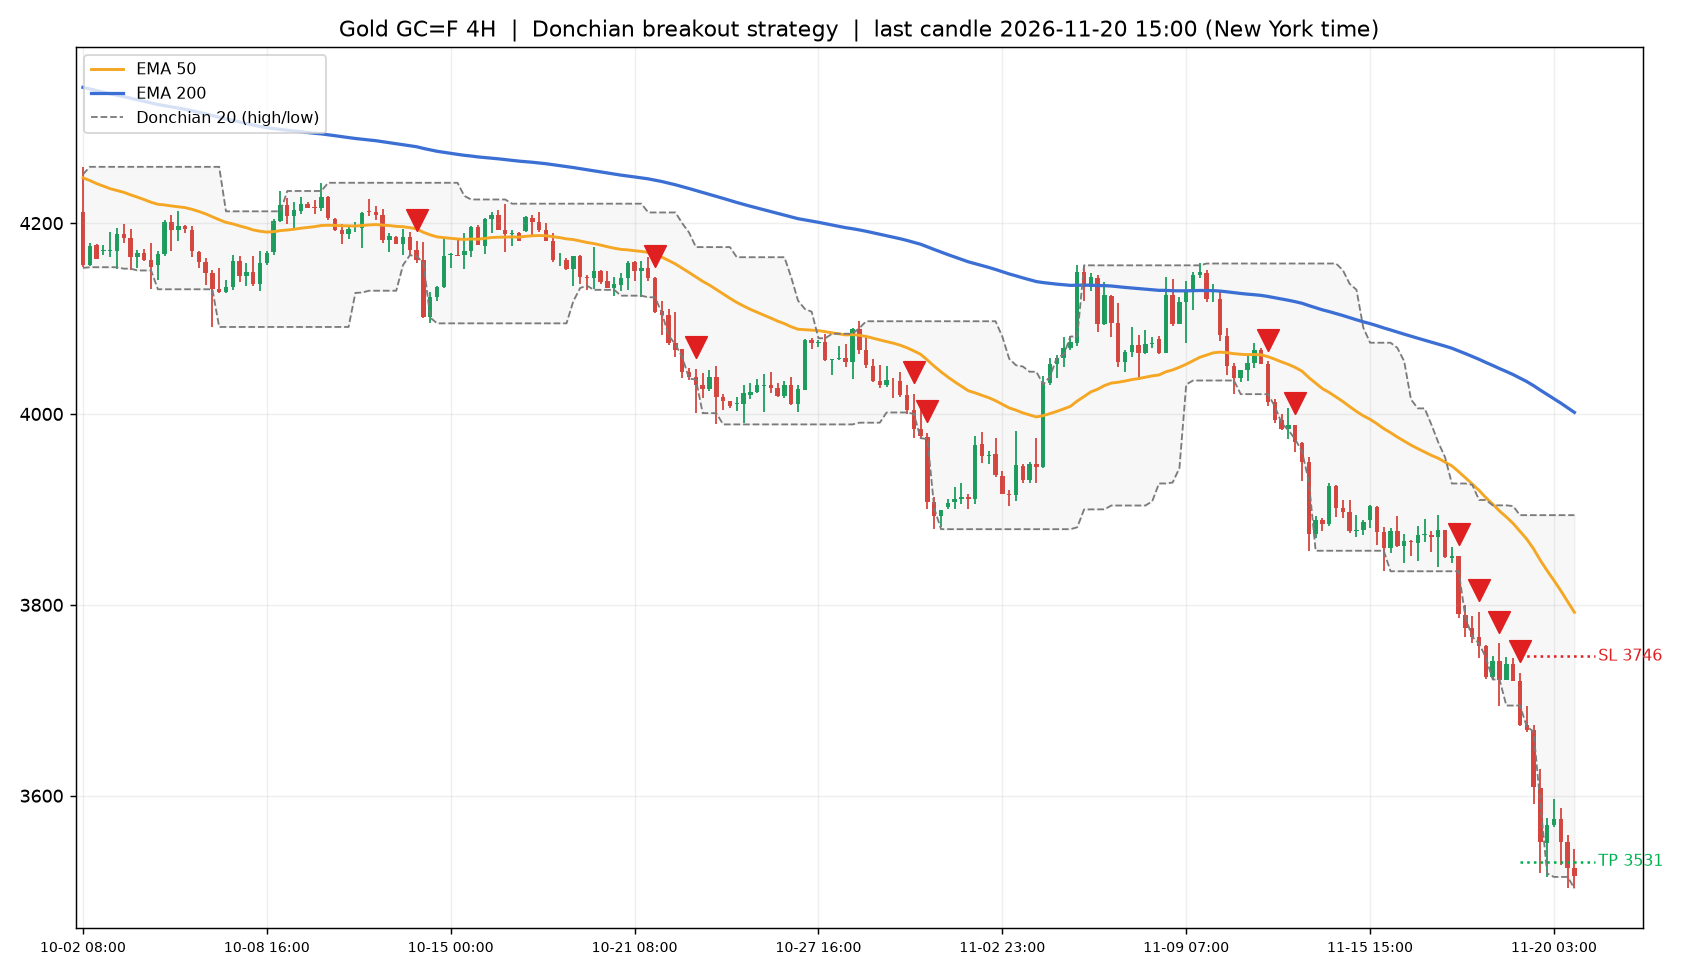 Gold GC=F 4H | Donchian breakout strategy | last candle 2026-11-20 15:00 (New York time)
EMA 50
EMA 200
Donchian 20 (high/low)
4200
4000
3800
3600
SL 3746
TP 3531
10-02 08:00
10-08 16:00
10-15 00:00
10-21 08:00
10-27 16:00
11-02 23:00
11-09 07:00
11-15 15:00
11-20 03:00